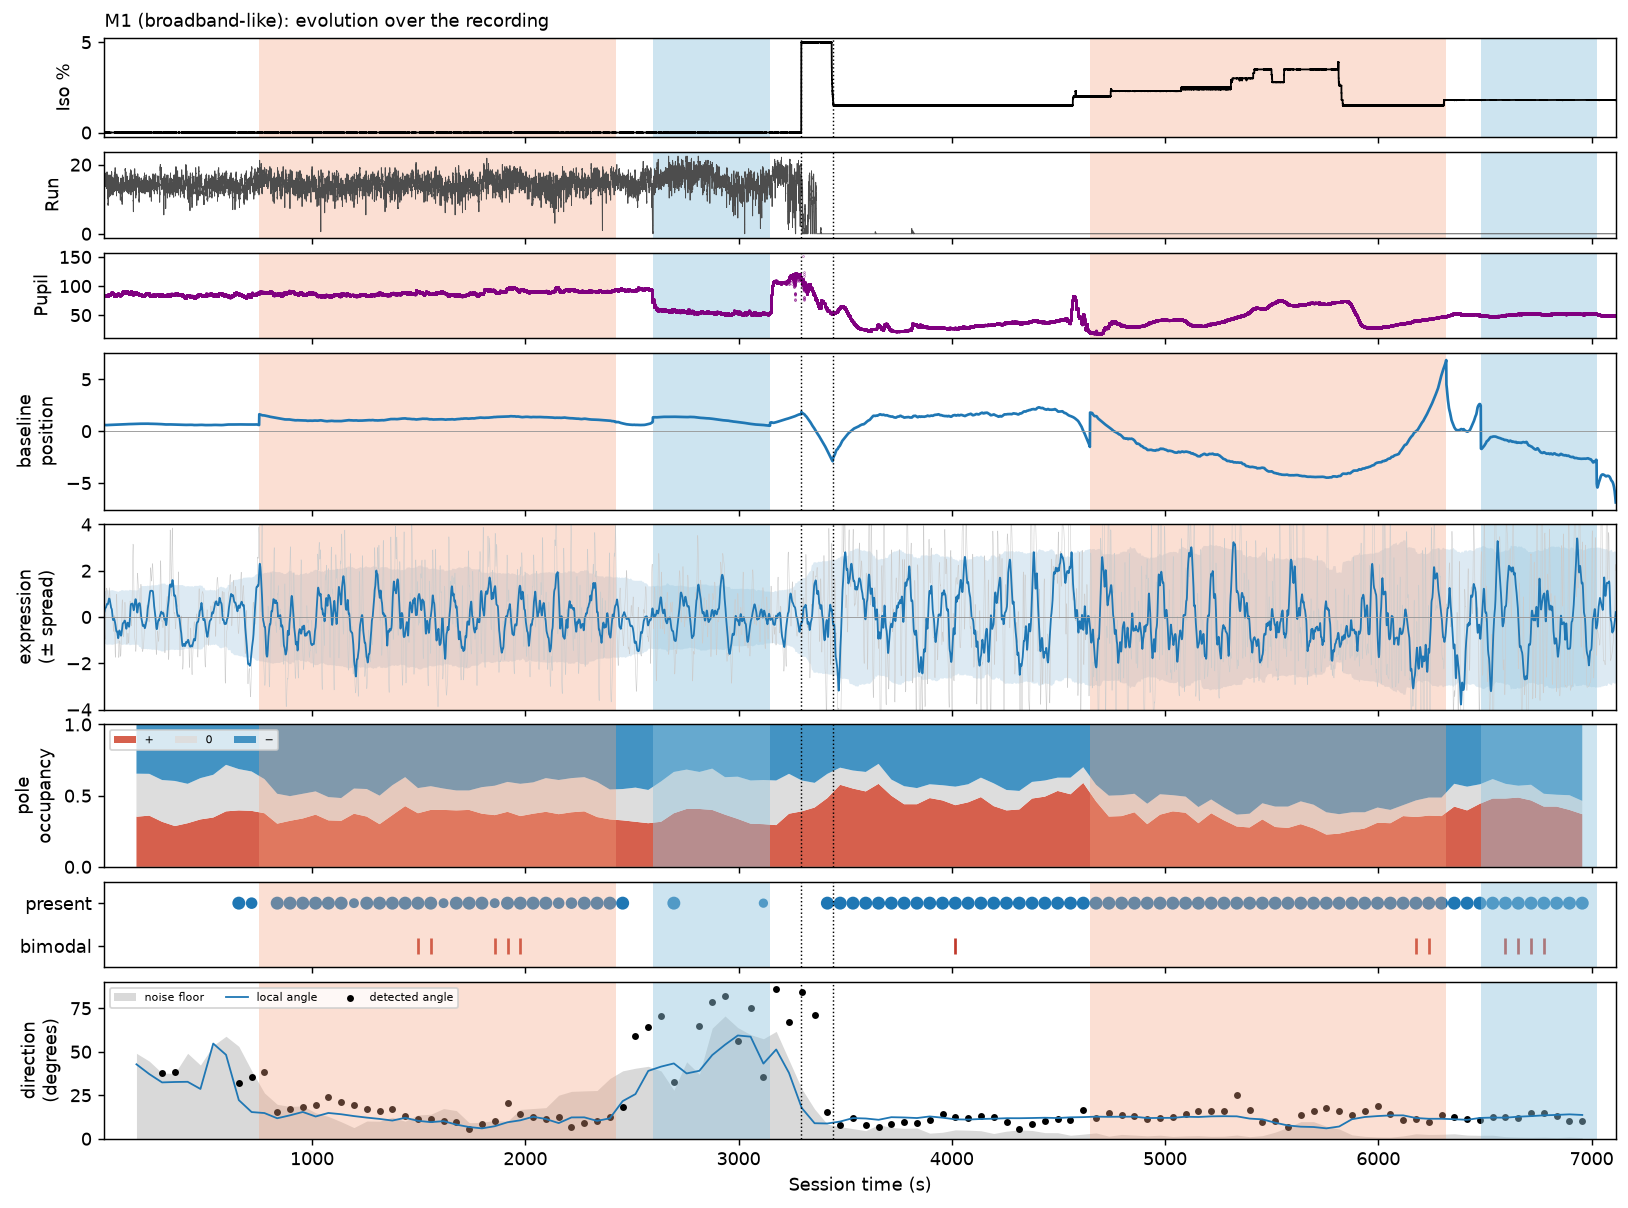 M1 (broadband-like): evolution over the recording
Iso %
5
0
Run
20
0
Pupil
150
100
50
baseline
position
5
0
−5
expression
(± spread)
4
2
0
−2
−4
pole
occupancy
1.0
0.5
0.0
+ 0 −
present
bimodal
direction
(degrees)
75
50
25
0
noise floor local angle detected angle
1000 2000 3000 4000 5000 6000 7000
Session time (s)